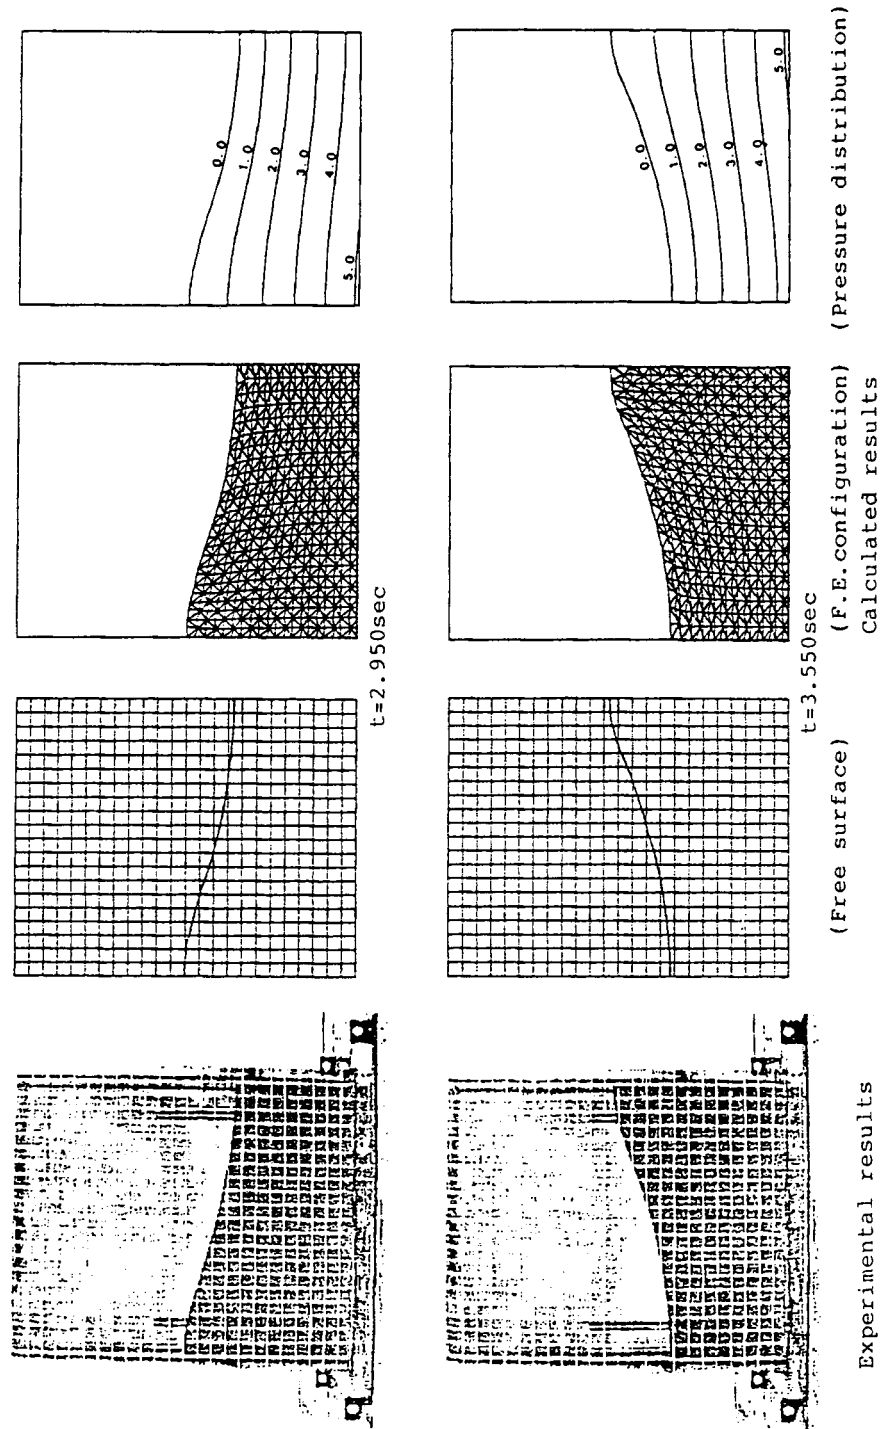 0.0
1.0
2.0
3.0
4.0
5.0
t=2.950sec
0.0
1.0
2.0
3.0
4.0
5.0
t=3.550sec
Experimental results
(Free surface)
(F.E.configuration)
(Pressure distribution)
Calculated results